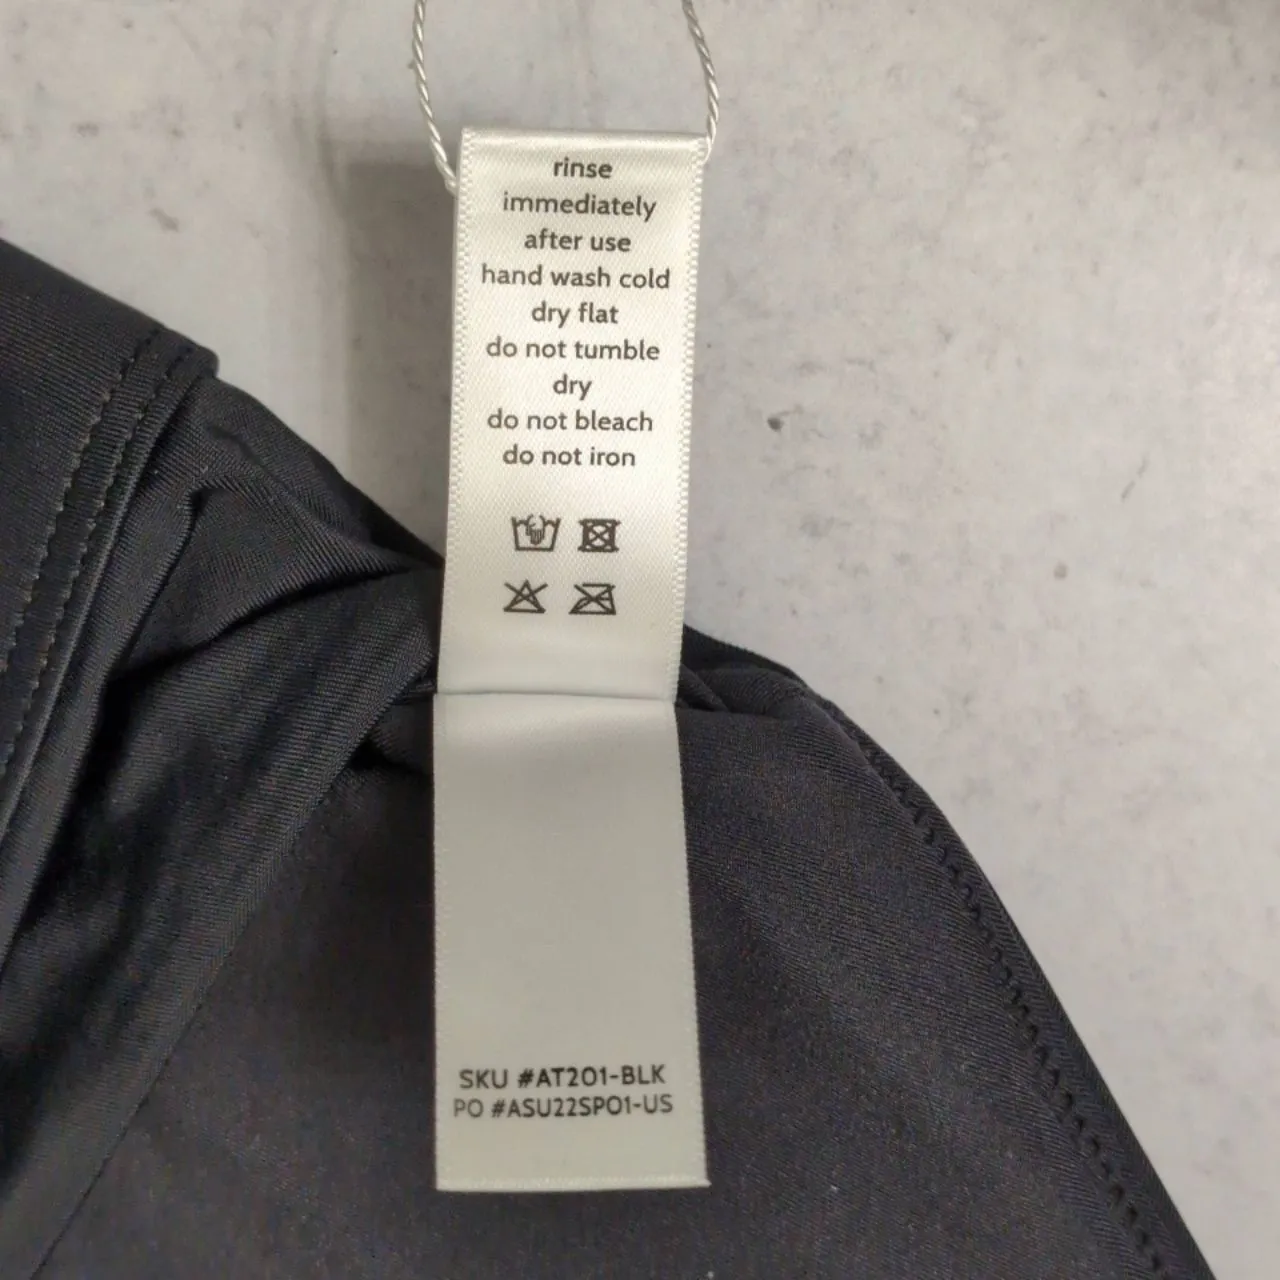 rinse
immediately
after use
hand wash cold
dry flat
do not tumble
dry
do not bleach
do not iron
SKU #AT201-BLK
PO #ASU22SP01-US